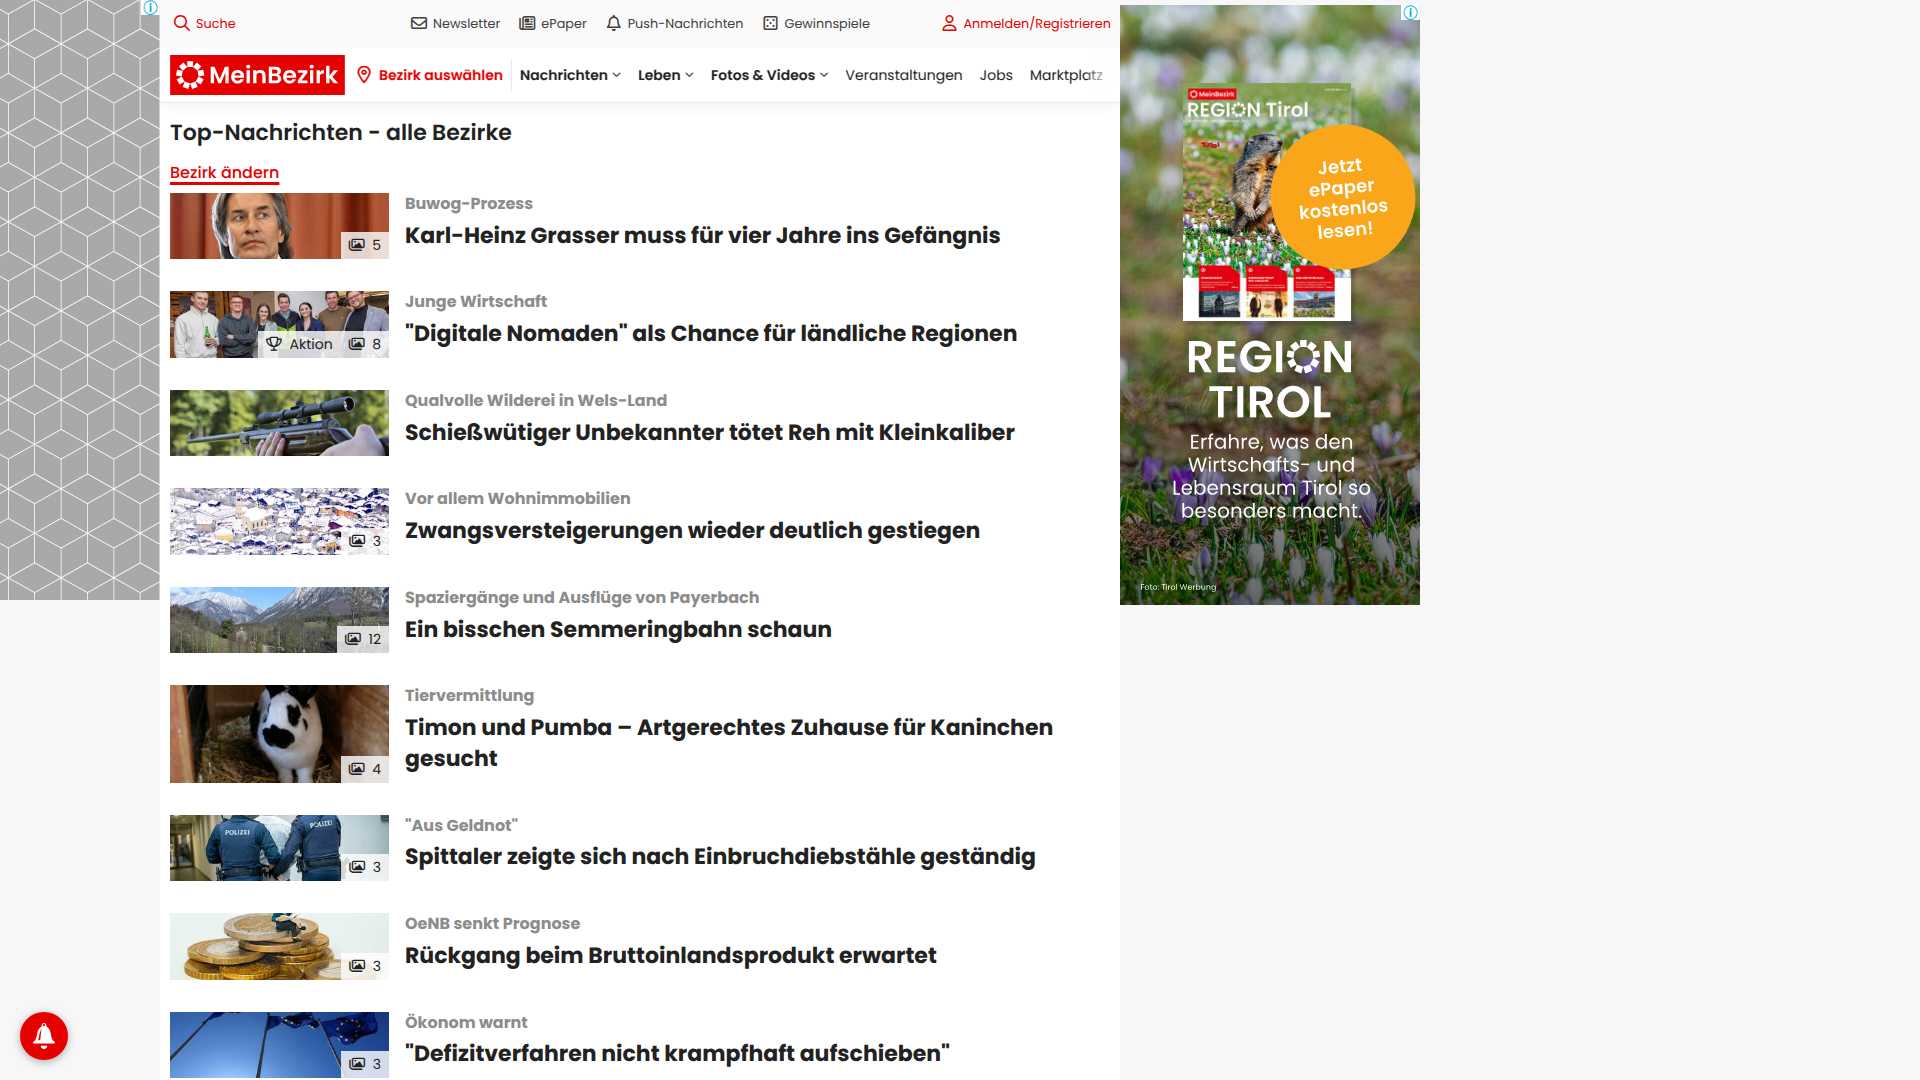 Suche
Newsletter
ePaper
Push-Nachrichten
Gewinnspiele
Anmelden/Registrieren
MeinBezirk
Bezirk auswählen
Nachrichten
Leben
Fotos & Videos
Veranstaltungen
Jobs
Marktplatz
Top-Nachrichten - alle Bezirke
Bezirk ändern
Buwog-Prozess
Karl-Heinz Grasser muss für vier Jahre ins Gefängnis
5
Junge Wirtschaft
"Digitale Nomaden" als Chance für ländliche Regionen
Aktion
8
Qualvolle Wilderei in Wels-Land
Schießwütiger Unbekannter tötet Reh mit Kleinkaliber
Vor allem Wohnimmobilien
Zwangsversteigerungen wieder deutlich gestiegen
3
Spaziergänge und Ausflüge von Payerbach
Ein bisschen Semmeringbahn schaun
12
Tiervermittlung
Timon und Pumba – Artgerechtes Zuhause für Kaninchen
gesucht
4
"Aus Geldnot"
Spittaler zeigte sich nach Einbruchdiebstähle geständig
POLIZEI
POLIZEI
3
OeNB senkt Prognose
Rückgang beim Bruttoinlandsprodukt erwartet
3
Ökonom warnt
"Defizitverfahren nicht krampfhaft aufschieben"
3
MeinBezirk
REGION Tirol
Jetzt
ePaper
kostenlos
lesen!
REGION
TIROL
Erfahre, was den
Wirtschafts- und
Lebensraum Tirol so
besonders macht.
Foto: Tirol Werbung